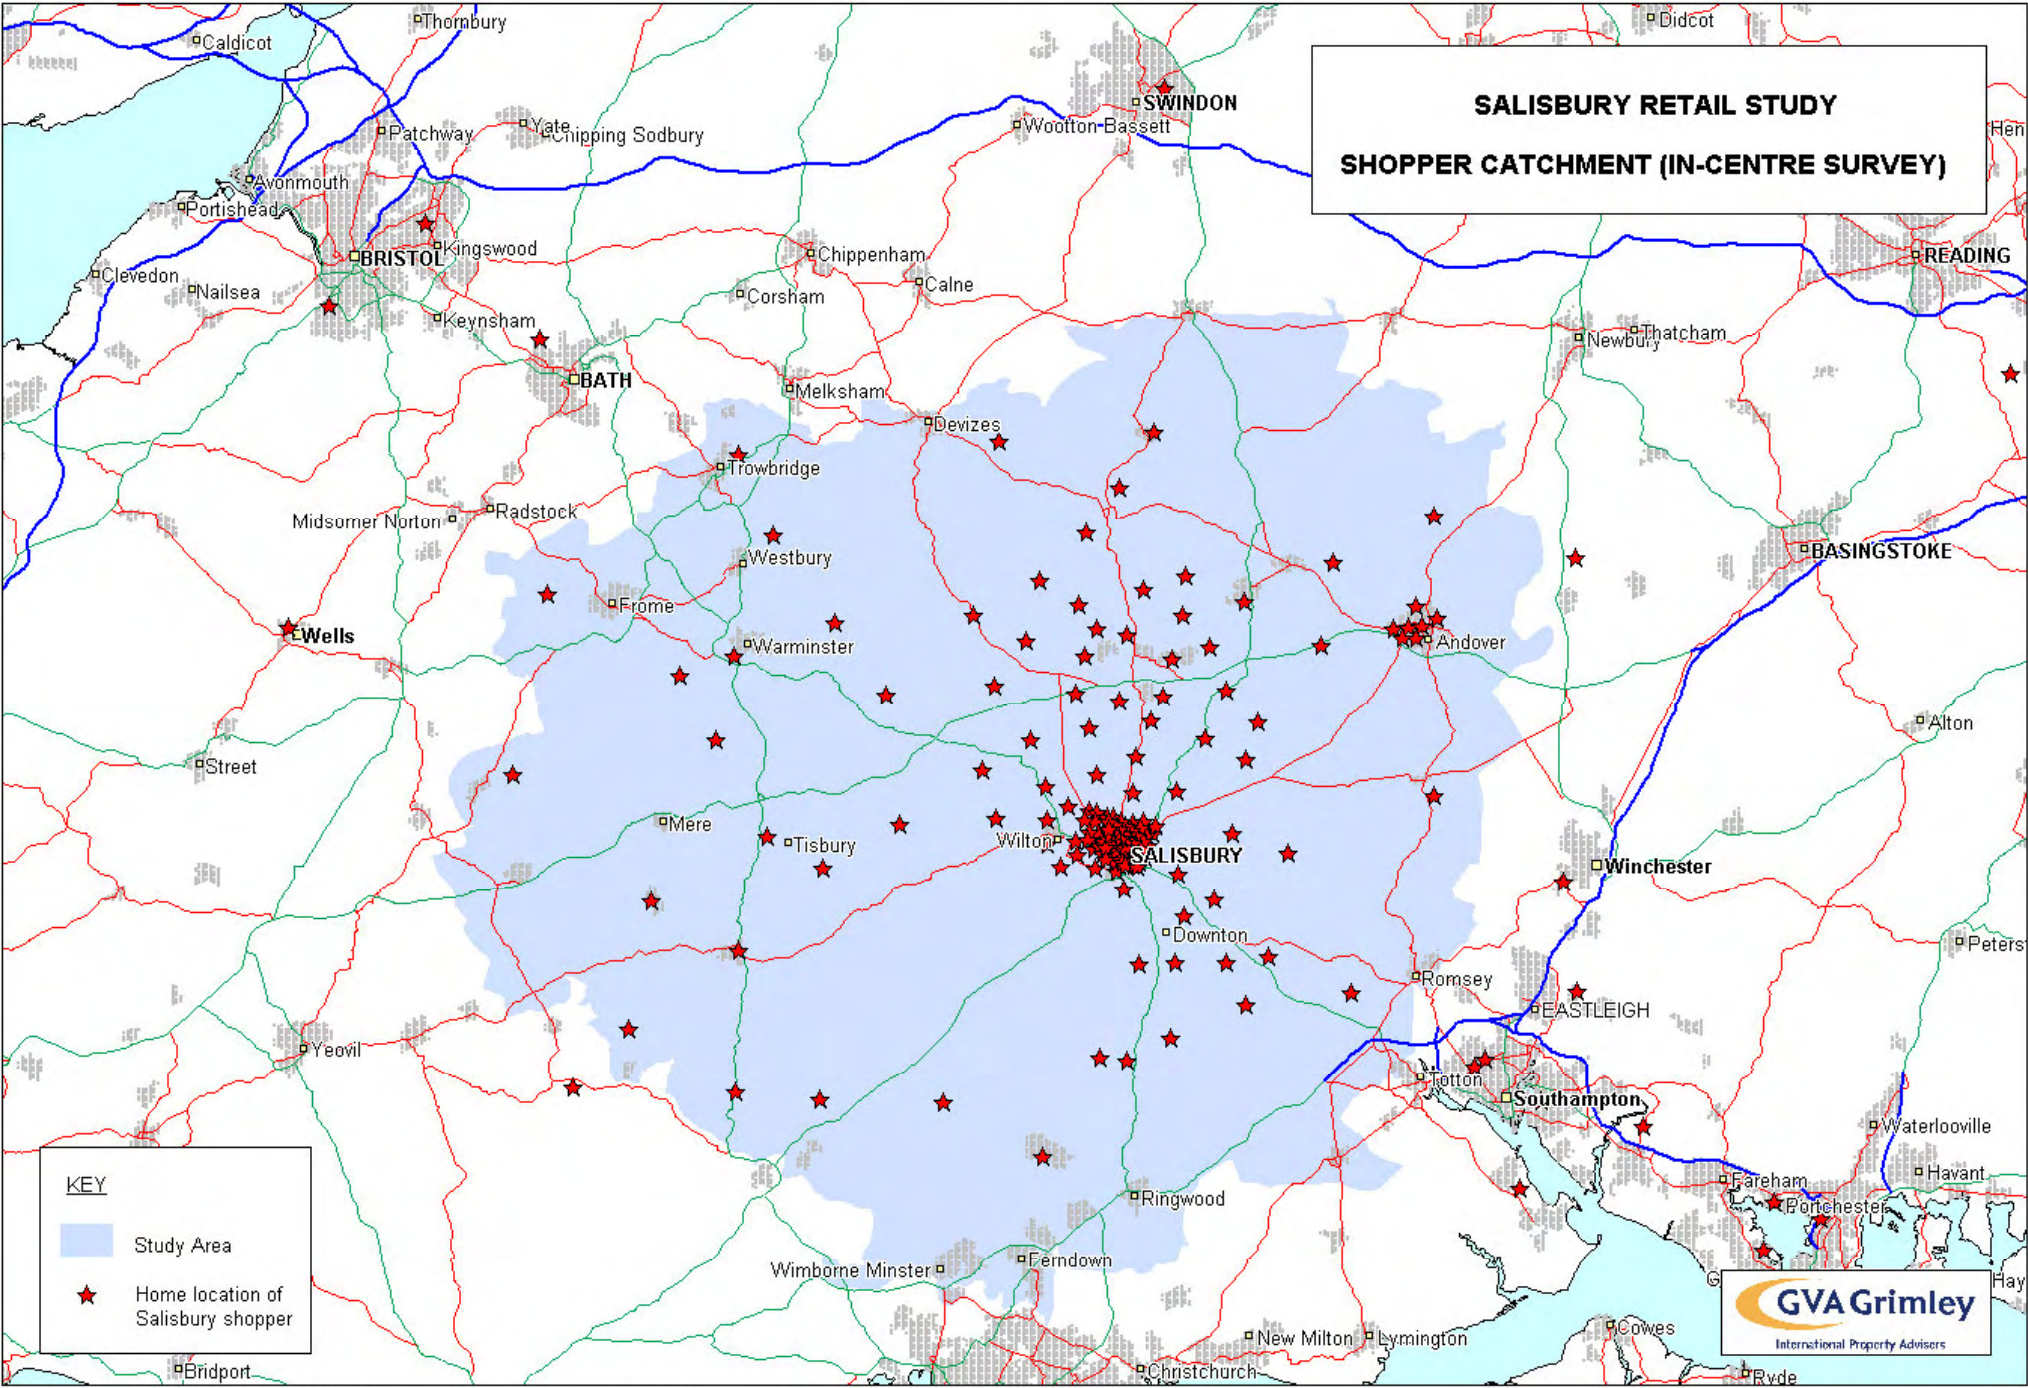 Thornbury
Didcot
Caldicot
SALISBURY RETAIL STUDY
SHOPPER CATCHMENT (IN-CENTRE SURVEY)
SWINDON
Wootton Bassett
Hen
Patchway
Yate
Chipping Sodbury
Avonmouth
Portishead
Kingswood
BRISTOL
Chippenham
READING
Clevedon
Nailsea
Corsham
Calne
Keynsham
Newbury
Thatcham
BATH
Melksham
Devizes
Trowbridge
Midsomer Norton
Radstock
BASINGSTOKE
Westbury
Frome
Wells
Warminster
Andover
Alton
Street
Mere
Tisbury
Wilton
SALISBURY
Winchester
Downton
Peters
Romsey
EASTLEIGH
Yeovil
Totton
Southampton
Waterlooville
Havant
Fareham
Portchester
Ringwood
Ferndown
Wimborne Minster
G
Hay
KEY
Study Area
Home location of
Salisbury shopper
GVA Grimley
International Property Advisers
New Milton
Lymington
Cowes
Bridport
Christchurch
Ryde